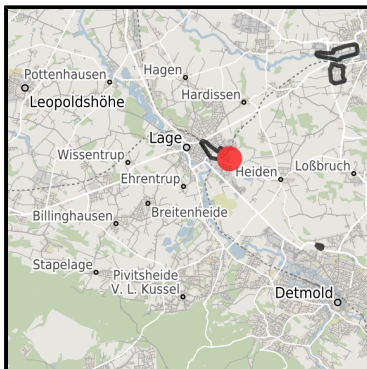 Hagen
Pottenhausen
Leopoldshöhe
Hardissen
Lage
Wissentrup
Loßbruch
Heiden
Ehrentrup
Breitenheide
Billinghausen
Stapelage
Pivitsheide
V. L. Kussel
Detmold